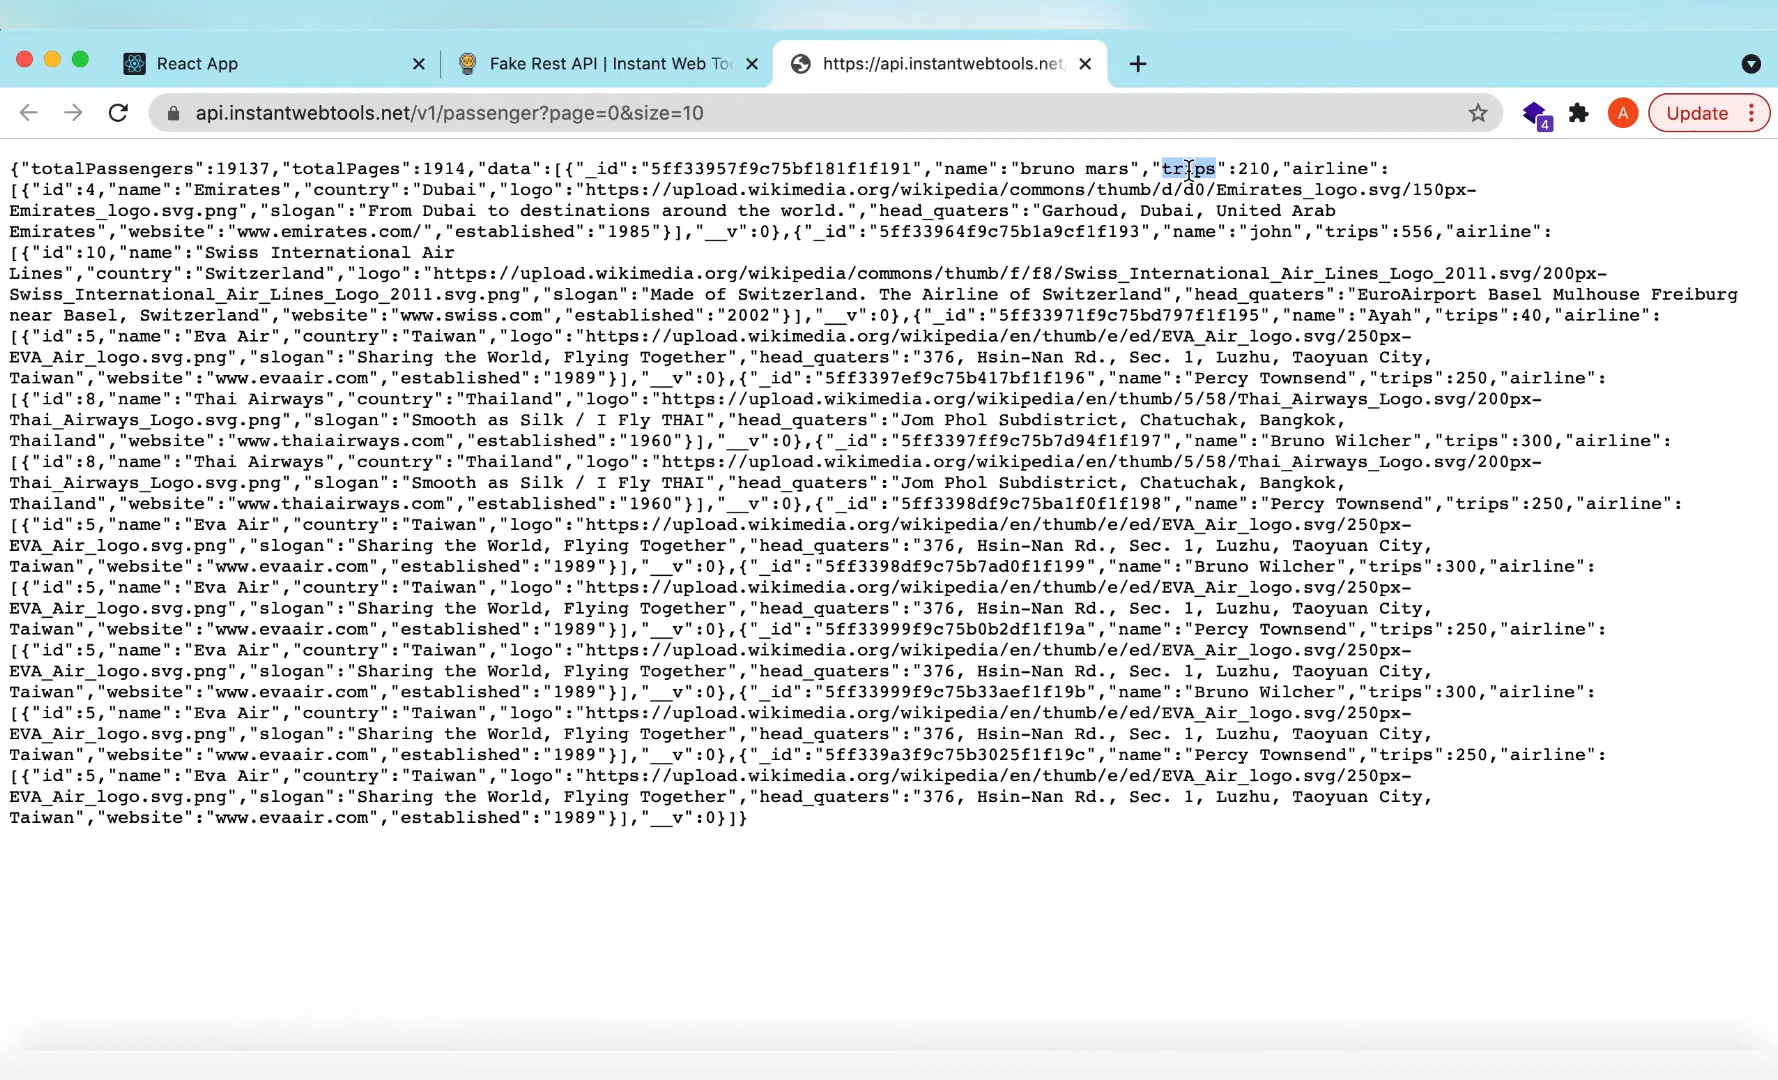 React App
Fake Rest API | Instant Web To
https://api.instantwebtools.net/
api.instantwebtools.net/v1/passenger?page=0&size=10
4
A
Update
{"totalPassengers":19137,"totalPages":1914,"data":[{"_id":"5ff33957f9c75bf181f1f191","name":"bruno mars","trips":210,"airline":
[{"id":4,"name":"Emirates","country":"Dubai","logo":"https://upload.wikimedia.org/wikipedia/commons/thumb/d/d0/Emirates_logo.svg/150px-
Emirates_logo.svg.png","slogan":"From Dubai to destinations around the world.","head_quaters":"Garhoud, Dubai, United Arab
Emirates","website":"www.emirates.com/","established":"1985"}],"__v":0},{"_id":"5ff33964f9c75b1a9cf1f193","name":"john","trips":556,"airline":
[{"id":10,"name":"Swiss International Air
Lines","country":"Switzerland","logo":"https://upload.wikimedia.org/wikipedia/commons/thumb/f/f8/Swiss_International_Air_Lines_Logo_2011.svg/200px-
Swiss_International_Air_Lines_Logo_2011.svg.png","slogan":"Made of Switzerland. The Airline of Switzerland","head_quaters":"EuroAirport Basel Mulhouse Freiburg
near Basel, Switzerland","website":"www.swiss.com","established":"2002"}],"__v":0},{"_id":"5ff33971f9c75bd797f1f195","name":"Ayah","trips":40,"airline":
[{"id":5,"name":"Eva Air","country":"Taiwan","logo":"https://upload.wikimedia.org/wikipedia/en/thumb/e/ed/EVA_Air_logo.svg/250px-
EVA_Air_logo.svg.png","slogan":"Sharing the World, Flying Together","head_quaters":"376, Hsin-Nan Rd., Sec. 1, Luzhu, Taoyuan City,
Taiwan","website":"www.evaair.com","established":"1989"}],"__v":0},{"_id":"5ff3397ef9c75b417bf1f196","name":"Percy Townsend","trips":250,"airline":
[{"id":8,"name":"Thai Airways","country":"Thailand","logo":"https://upload.wikimedia.org/wikipedia/en/thumb/5/58/Thai_Airways_Logo.svg/200px-
Thai_Airways_Logo.svg.png","slogan":"Smooth as Silk / I Fly THAI","head_quaters":"Jom Phol Subdistrict, Chatuchak, Bangkok,
Thailand","website":"www.thaiairways.com","established":"1960"}],"__v":0},{"_id":"5ff3397ff9c75b7d94f1f197","name":"Bruno Wilcher","trips":300,"airline":
[{"id":8,"name":"Thai Airways","country":"Thailand","logo":"https://upload.wikimedia.org/wikipedia/en/thumb/5/58/Thai_Airways_Logo.svg/200px-
Thai_Airways_Logo.svg.png","slogan":"Smooth as Silk / I Fly THAI","head_quaters":"Jom Phol Subdistrict, Chatuchak, Bangkok,
Thailand","website":"www.thaiairways.com","established":"1960"}],"__v":0},{"_id":"5ff3398df9c75ba1f0f1f198","name":"Percy Townsend","trips":250,"airline":
[{"id":5,"name":"Eva Air","country":"Taiwan","logo":"https://upload.wikimedia.org/wikipedia/en/thumb/e/ed/EVA_Air_logo.svg/250px-
EVA_Air_logo.svg.png","slogan":"Sharing the World, Flying Together","head_quaters":"376, Hsin-Nan Rd., Sec. 1, Luzhu, Taoyuan City,
Taiwan","website":"www.evaair.com","established":"1989"}],"__v":0},{"_id":"5ff3398df9c75b7ad0f1f199","name":"Bruno Wilcher","trips":300,"airline":
[{"id":5,"name":"Eva Air","country":"Taiwan","logo":"https://upload.wikimedia.org/wikipedia/en/thumb/e/ed/EVA_Air_logo.svg/250px-
EVA_Air_logo.svg.png","slogan":"Sharing the World, Flying Together","head_quaters":"376, Hsin-Nan Rd., Sec. 1, Luzhu, Taoyuan City,
Taiwan","website":"www.evaair.com","established":"1989"}],"__v":0},{"_id":"5ff33999f9c75b0b2df1f19a","name":"Percy Townsend","trips":250,"airline":
[{"id":5,"name":"Eva Air","country":"Taiwan","logo":"https://upload.wikimedia.org/wikipedia/en/thumb/e/ed/EVA_Air_logo.svg/250px-
EVA_Air_logo.svg.png","slogan":"Sharing the World, Flying Together","head_quaters":"376, Hsin-Nan Rd., Sec. 1, Luzhu, Taoyuan City,
Taiwan","website":"www.evaair.com","established":"1989"}],"__v":0},{"_id":"5ff33999f9c75b33aef1f19b","name":"Bruno Wilcher","trips":300,"airline":
[{"id":5,"name":"Eva Air","country":"Taiwan","logo":"https://upload.wikimedia.org/wikipedia/en/thumb/e/ed/EVA_Air_logo.svg/250px-
EVA_Air_logo.svg.png","slogan":"Sharing the World, Flying Together","head_quaters":"376, Hsin-Nan Rd., Sec. 1, Luzhu, Taoyuan City,
Taiwan","website":"www.evaair.com","established":"1989"}],"__v":0},{"_id":"5ff339a3f9c75b3025f1f19c","name":"Percy Townsend","trips":250,"airline":
[{"id":5,"name":"Eva Air","country":"Taiwan","logo":"https://upload.wikimedia.org/wikipedia/en/thumb/e/ed/EVA_Air_logo.svg/250px-
EVA_Air_logo.svg.png","slogan":"Sharing the World, Flying Together","head_quaters":"376, Hsin-Nan Rd., Sec. 1, Luzhu, Taoyuan City,
Taiwan","website":"www.evaair.com","established":"1989"}],"__v":0}]}